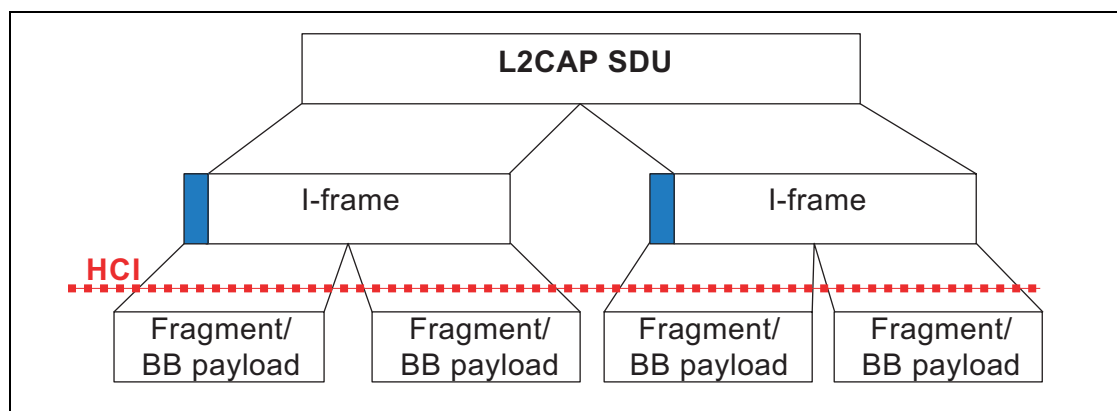 L2CAP SDU
I-frame
I-frame
HCI
Fragment/
BB payload
Fragment/
BB payload
Fragment/
BB payload
Fragment/
BB payload